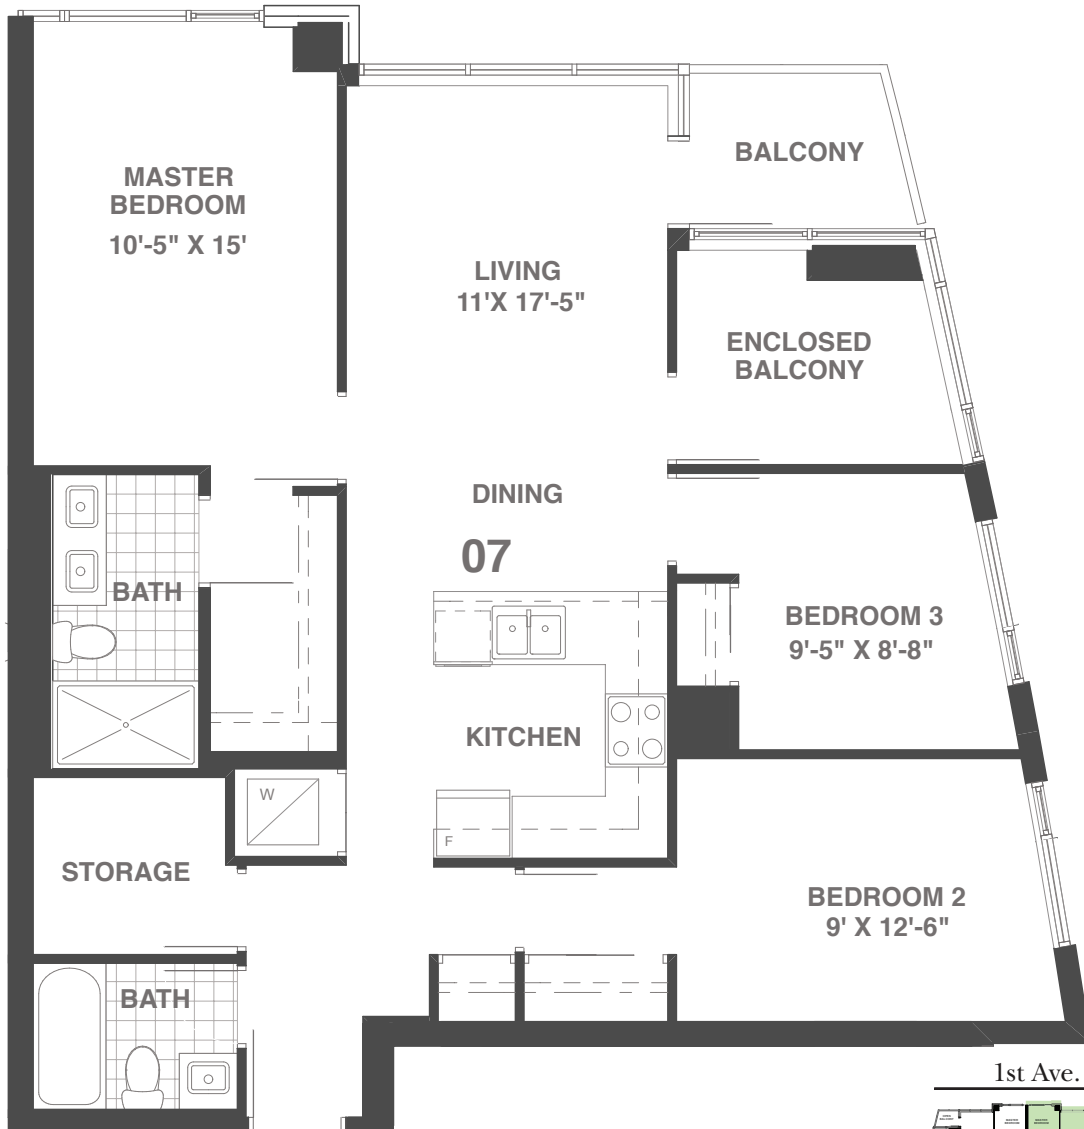 MASTER
BEDROOM
10'-5" X 15'
BALCONY
LIVING
11'X 17'-5"
ENCLOSED
BALCONY
DINING
07
BATH
BEDROOM 3
9'-5" X 8'-8"
KITCHEN
W
F
STORAGE
BEDROOM 2
9' X 12'-6"
BATH
1st Ave.